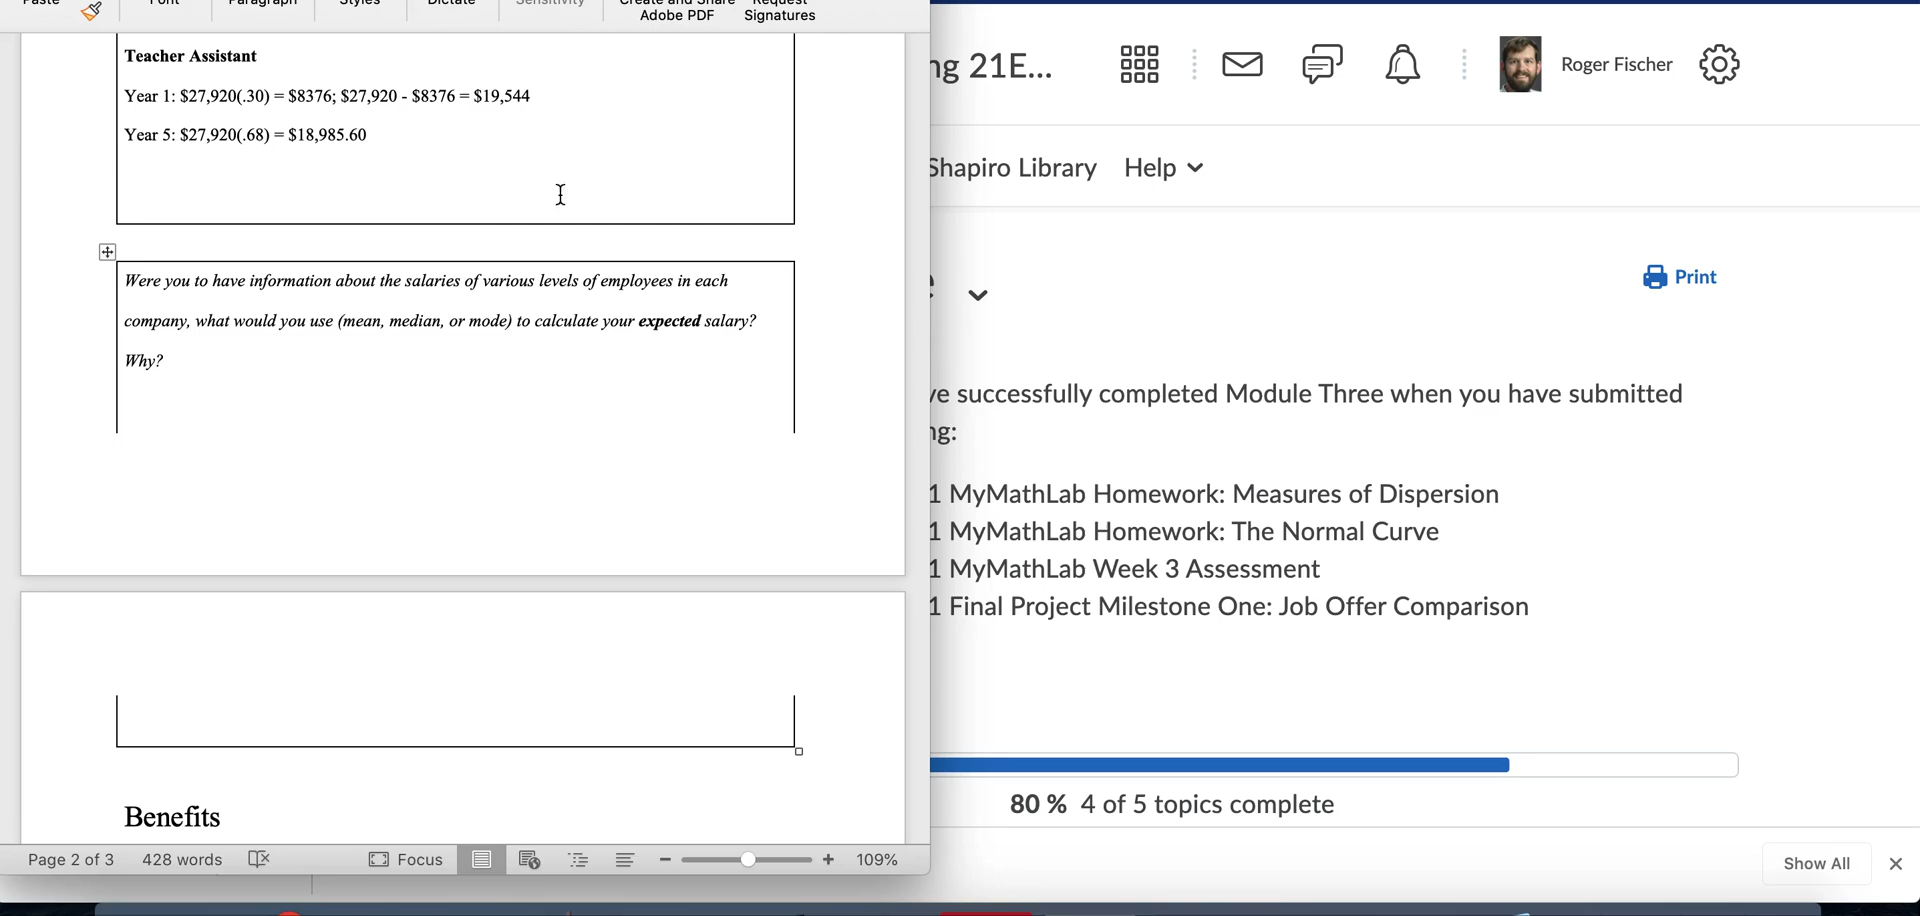 Paste
Font
Paragraph
Styles
Dictate
Sensitivity
Create and Share
Adobe PDF
Request
Signatures
Teacher Assistant
Year 1: $27,920(.30) = $8376; $27,920 - $8376 = $19,544
Year 5: $27,920(.68) = $18,985.60
Were you to have information about the salaries of various levels of employees in each
company, what would you use (mean, median, or mode) to calculate your expected salary?
Why?
Benefits
Page 2 of 3
428 words
Focus
109%
ng 21E...
Roger Fischer
Shapiro Library
Help
Print
ve successfully completed Module Three when you have submitted
ng:
1 MyMathLab Homework: Measures of Dispersion
1 MyMathLab Homework: The Normal Curve
1 MyMathLab Week 3 Assessment
1 Final Project Milestone One: Job Offer Comparison
80 % 4 of 5 topics complete
Show All